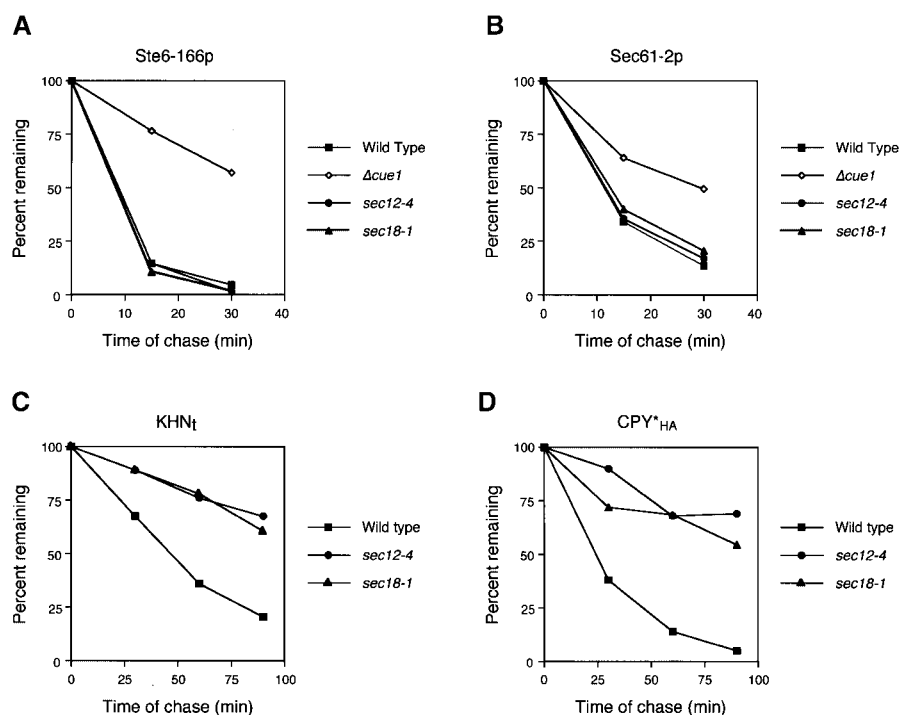 A
Ste6-166p
Percent remaining
100
75
50
25
0
0 10 20 30 40
Time of chase (min)
Wild Type
Δcue1
sec12-4
sec18-1
B
Sec61-2p
Percent remaining
100
75
50
25
0
0 10 20 30 40
Time of chase (min)
Wild Type
Δcue1
sec12-4
sec18-1
C
KHNt
Percent remaining
100
75
50
25
0
0 25 50 75 100
Time of chase (min)
Wild type
sec12-4
sec18-1
D
CPY*HA
Percent remaining
100
75
50
25
0
0 25 50 75 100
Time of chase (min)
Wild type
sec12-4
sec18-1